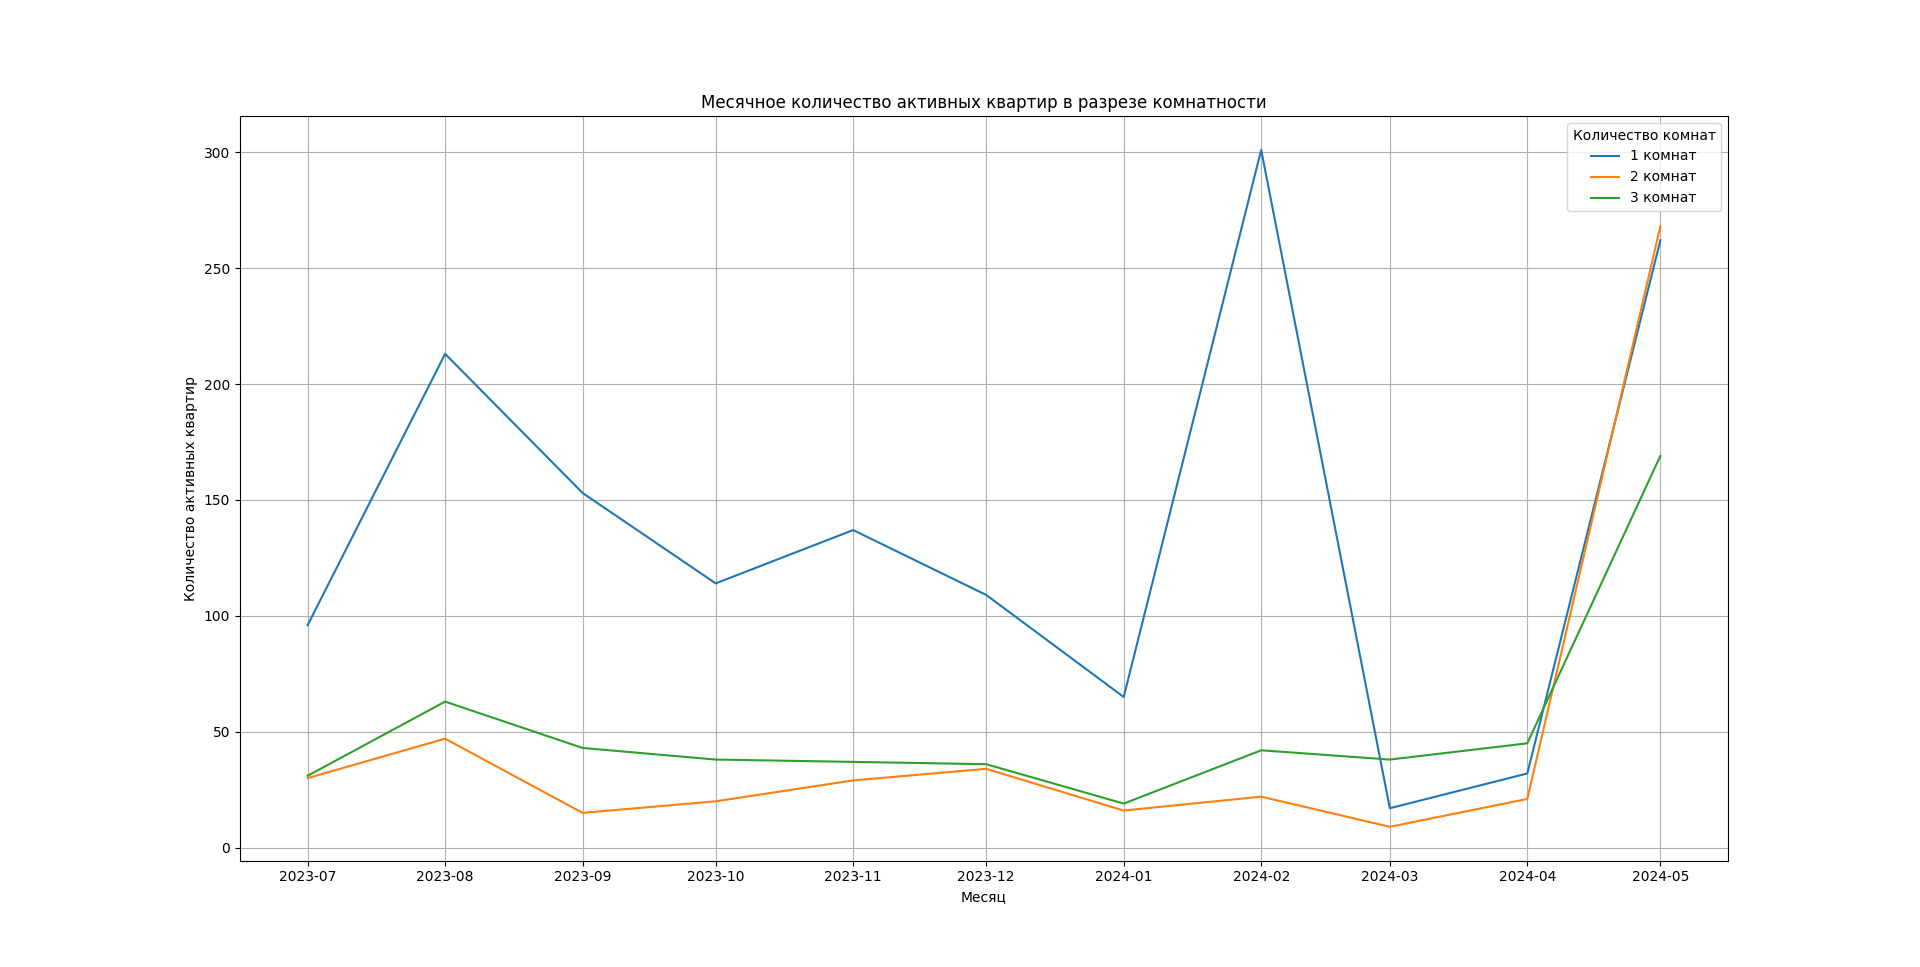 Месячное количество активных квартир в разрезе комнатности
Количество комнат
1 комнат
2 комнат
3 комнат
Количество активных квартир
300
250
200
150
100
50
0
2023-07 2023-08 2023-09 2023-10 2023-11 2023-12 2024-01 2024-02 2024-03 2024-04 2024-05
Месяц